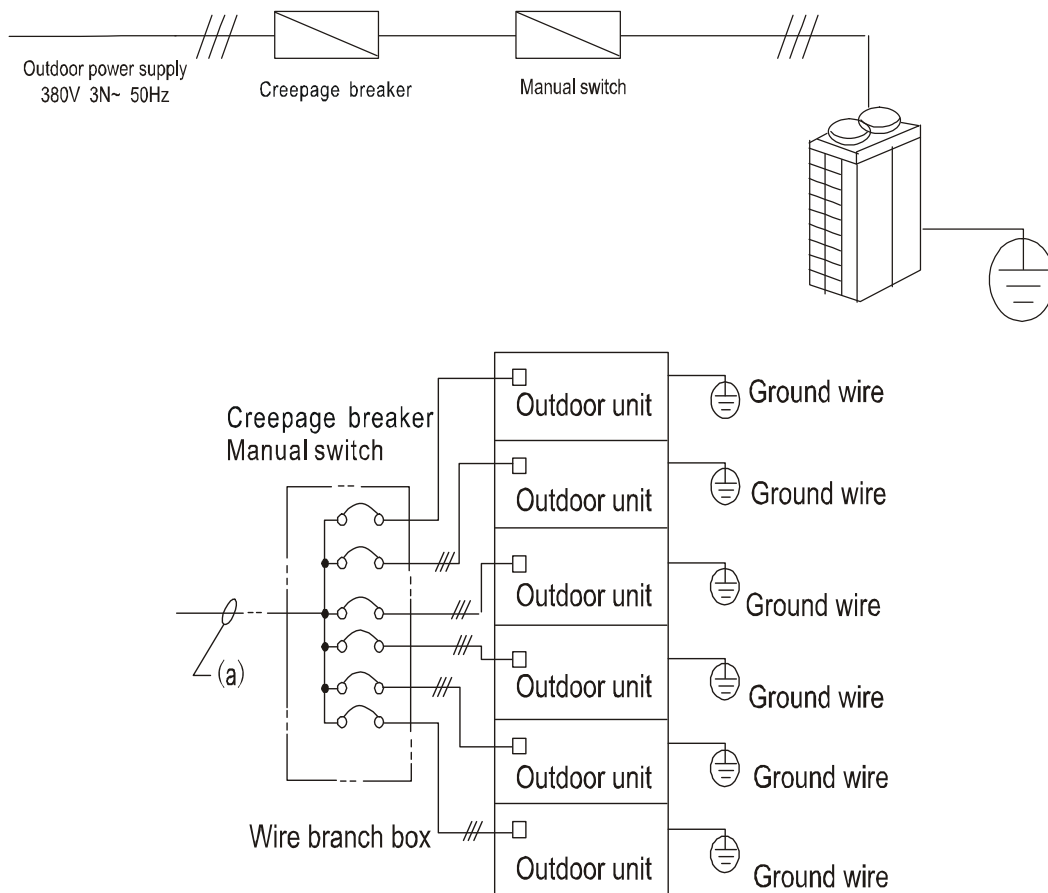 Outdoor power supply
380V 3N~ 50Hz
Creepage breaker
Manual switch
Creepage breaker
Manual switch
Outdoor unit
Ground wire
Outdoor unit
Ground wire
Outdoor unit
Ground wire
(a)
Outdoor unit
Ground wire
Outdoor unit
Ground wire
Wire branch box
Outdoor unit
Ground wire